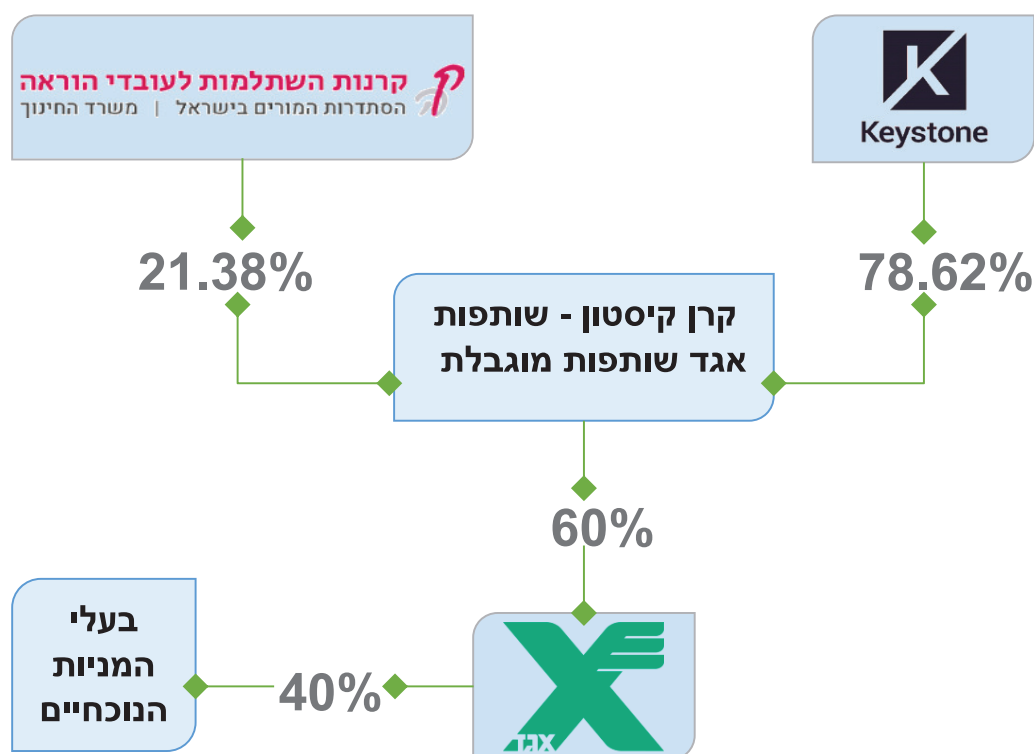 קרנות השתלמות לעובדי הוראה
הסתדרות המורים בישראל | משרד החינוך
K
Keystone
21.38%
78.62%
קרן קיסטון - שותפות
אגד שותפות מוגבלת
60%
בעלי
המניות
הנוכחיים
40%
אגד